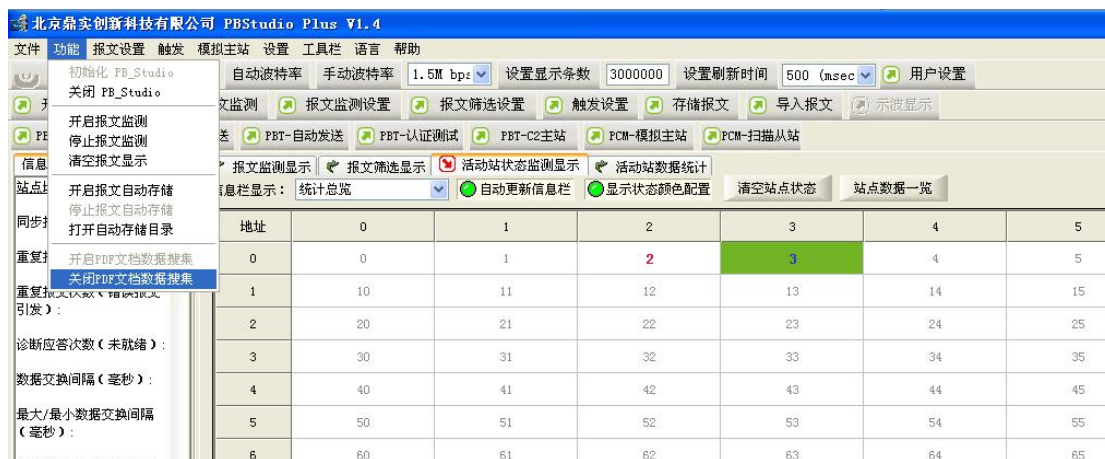 北京鼎实创新科技有限公司 PBStudio Plus V1.4
文件 功能 报文设置 触发 模拟主站 设置 工具栏 语言 帮助
初始化 PB_Studio
关闭 PB_Studio
开启报文监测
停止报文监测
清空报文显示
开启报文自动存储
停止报文自动存储
打开自动存储目录
开启PDF文档数据搜集
关闭PDF文档数据搜集
自动波特率 手动波特率 1.5M bps 设置显示条数 3000000 设置刷新时间 500 (msec 用户设置
文监测 报文监测设置 报文筛选设置 触发设置 存储报文 导入报文 示波显示
PB 送 PBT-自动发送 PBT-认证测试 PBT-C2主站 PCM-模拟主站 PCM-扫描从站
信息 报文监测显示 报文筛选显示 活动站状态监测显示 活动站数据统计
息栏显示： 统计总览 自动更新信息栏 显示状态颜色配置 清空站点状态 站点数据一览
站点
同步
重复
重复报文次数(错误报文
引发)：
诊断应答次数(未就绪)：
数据交换间隔(毫秒)：
最大/最小数据交换间隔
(毫秒)：
地址 0 1 2 3 4 5
0 0 1 2 3 4 5
1 10 11 12 13 14 15
2 20 21 22 23 24 25
3 30 31 32 33 34 35
4 40 41 42 43 44 45
5 50 51 52 53 54 55
6 60 61 62 63 64 65